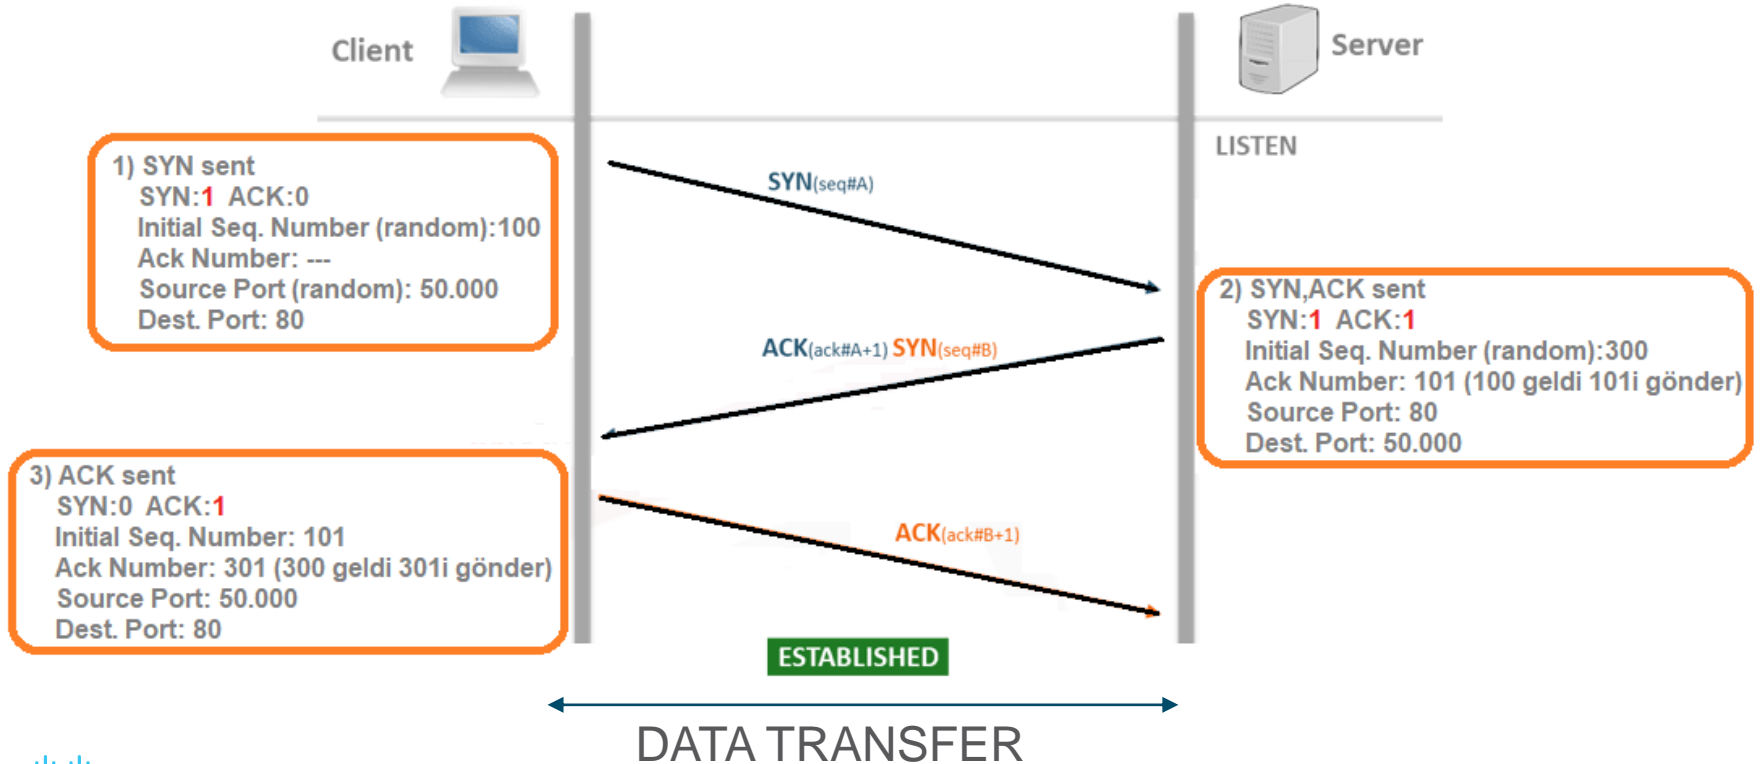 Client
Server
LISTEN
1) SYN sent
SYN:1 ACK:0
Initial Seq. Number (random):100
Ack Number: ---
Source Port (random): 50.000
Dest. Port: 80
SYN(seq#A)
2) SYN,ACK sent
SYN:1 ACK:1
Initial Seq. Number (random):300
Ack Number: 101 (100 geldi 101i gönder)
Source Port: 80
Dest. Port: 50.000
ACK(ack#A+1) SYN(seq#B)
3) ACK sent
SYN:0 ACK:1
Initial Seq. Number: 101
Ack Number: 301 (300 geldi 301i gönder)
Source Port: 50.000
Dest. Port: 80
ACK(ack#B+1)
ESTABLISHED
DATA TRANSFER